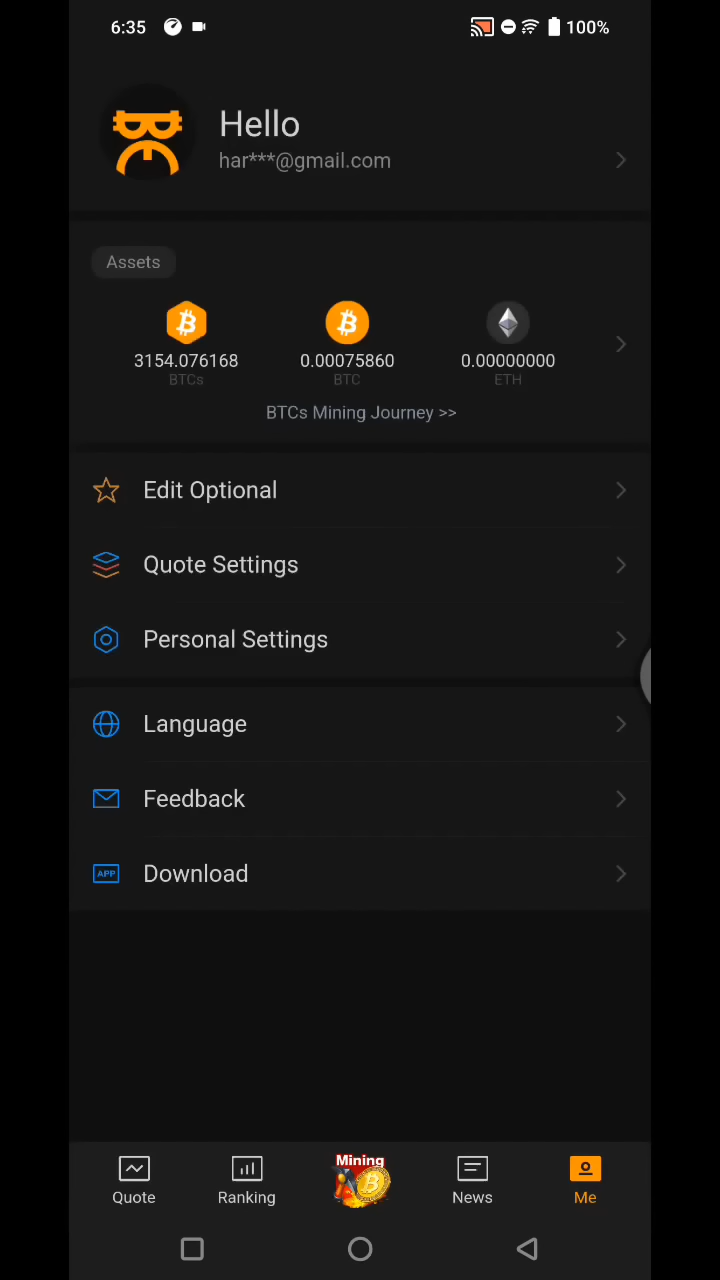 6:35 100%
Hello
har***@gmail.com
Assets
3154.076168 0.00075860 0.00000000
BTCs BTC ETH
BTCs Mining Journey >>
Edit Optional
Quote Settings
Personal Settings
Language
Feedback
APP Download
Mining
Quote Ranking News Me